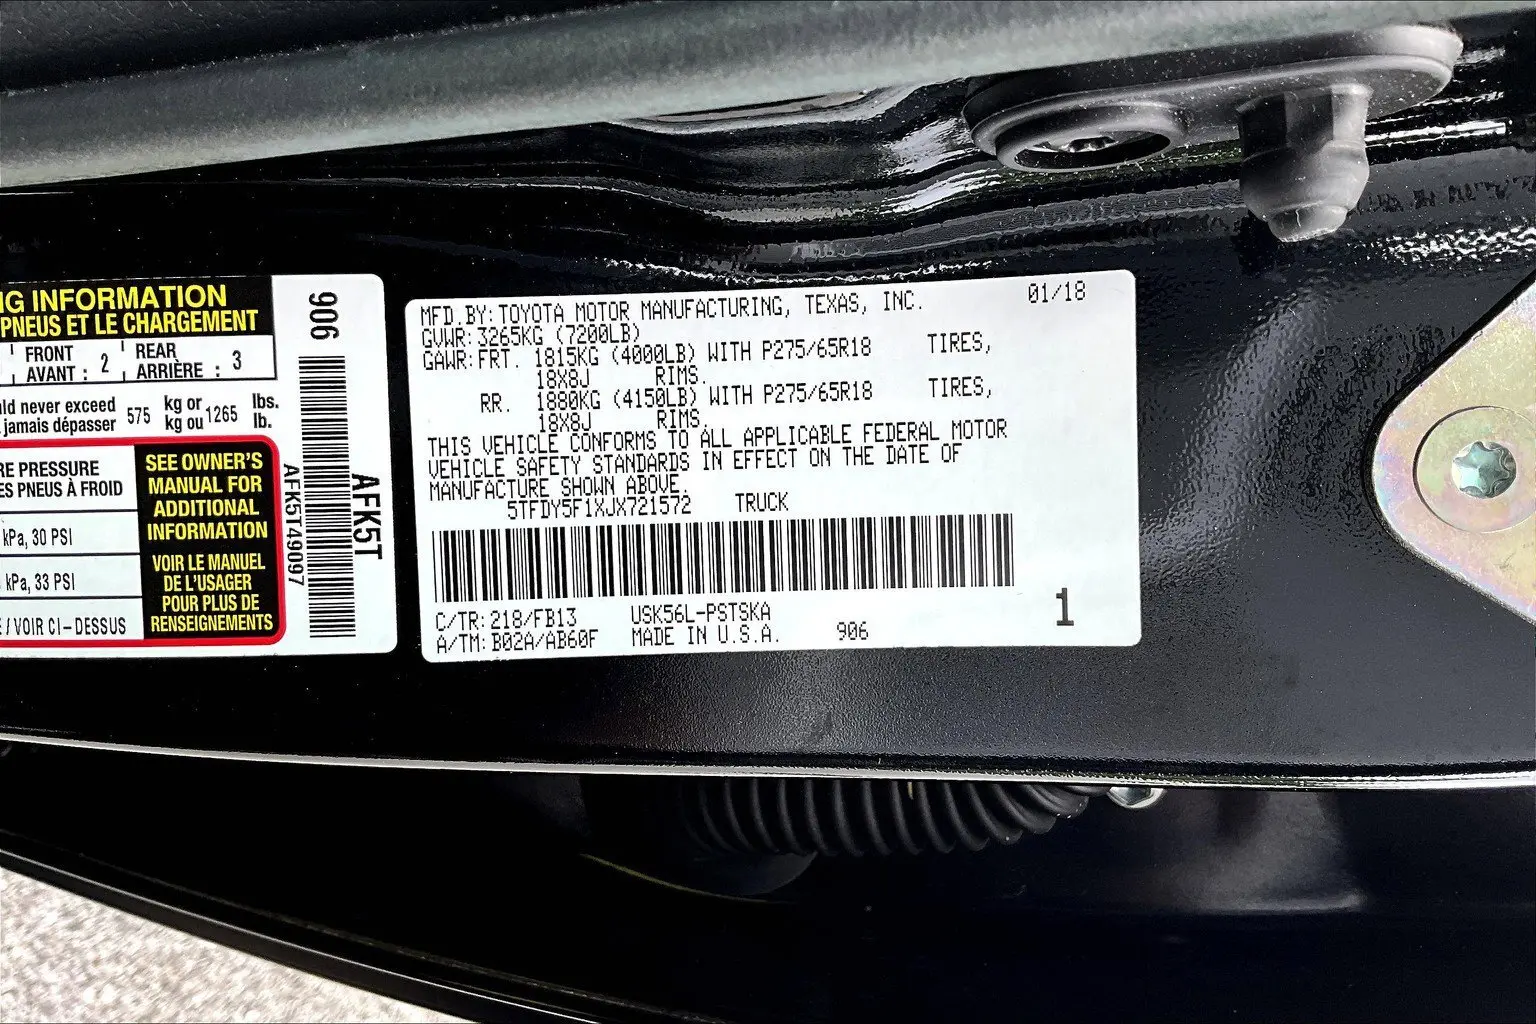 NG INFORMATION
PNEUS ET LE CHARGEMENT
FRONT
AVANT : 2
REAR
ARRIÈRE : 3
never exceed
jamais dépasser 575 kg or
kg ou 1265 lbs.
lb.
PRESSURE
PNEUS À FROID
kPa, 30 PSI
kPa, 33 PSI
/ VOIR CI-DESSUS
SEE OWNER'S
MANUAL FOR
ADDITIONAL
INFORMATION
VOIR LE MANUEL
DE L'USAGER
POUR PLUS DE
RENSEIGNEMENTS
906
AFK5T49097
AFK5T
MFD.BY:TOYOTA MOTOR MANUFACTURING, TEXAS, INC. 01/18
GVWR:3265KG (7200LB)
GAWR:FRT. 1815KG (4000LB) WITH P275/65R18 TIRES,
18X8J RIMS.
RR. 1880KG (4150LB) WITH P275/65R18 TIRES,
18X8J RIMS.
THIS VEHICLE CONFORMS TO ALL APPLICABLE FEDERAL MOTOR
VEHICLE SAFETY STANDARDS IN EFFECT ON THE DATE OF
MANUFACTURE SHOWN ABOVE.
5TFDY5F1XJX721572 TRUCK
C/TR:218/FB13 USK56L-PSTSKA
A/TM:B02A/AB60F MADE IN U.S.A. 906
1